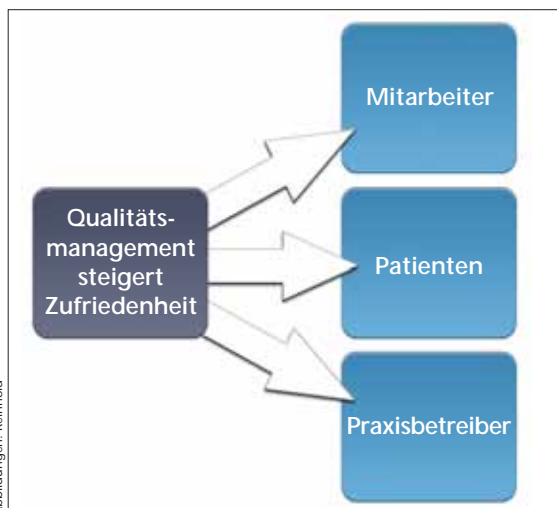 Qualitäts-
management
steigert
Zufriedenheit
Mitarbeiter
Patienten
Praxisbetreiber